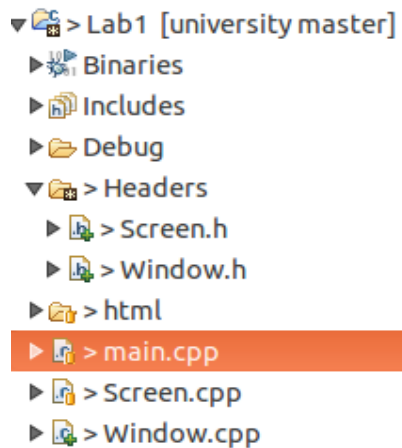 > Lab1 [university master]
Binaries
Includes
Debug
> Headers
> Screen.h
> Window.h
> html
> main.cpp
> Screen.cpp
> Window.cpp